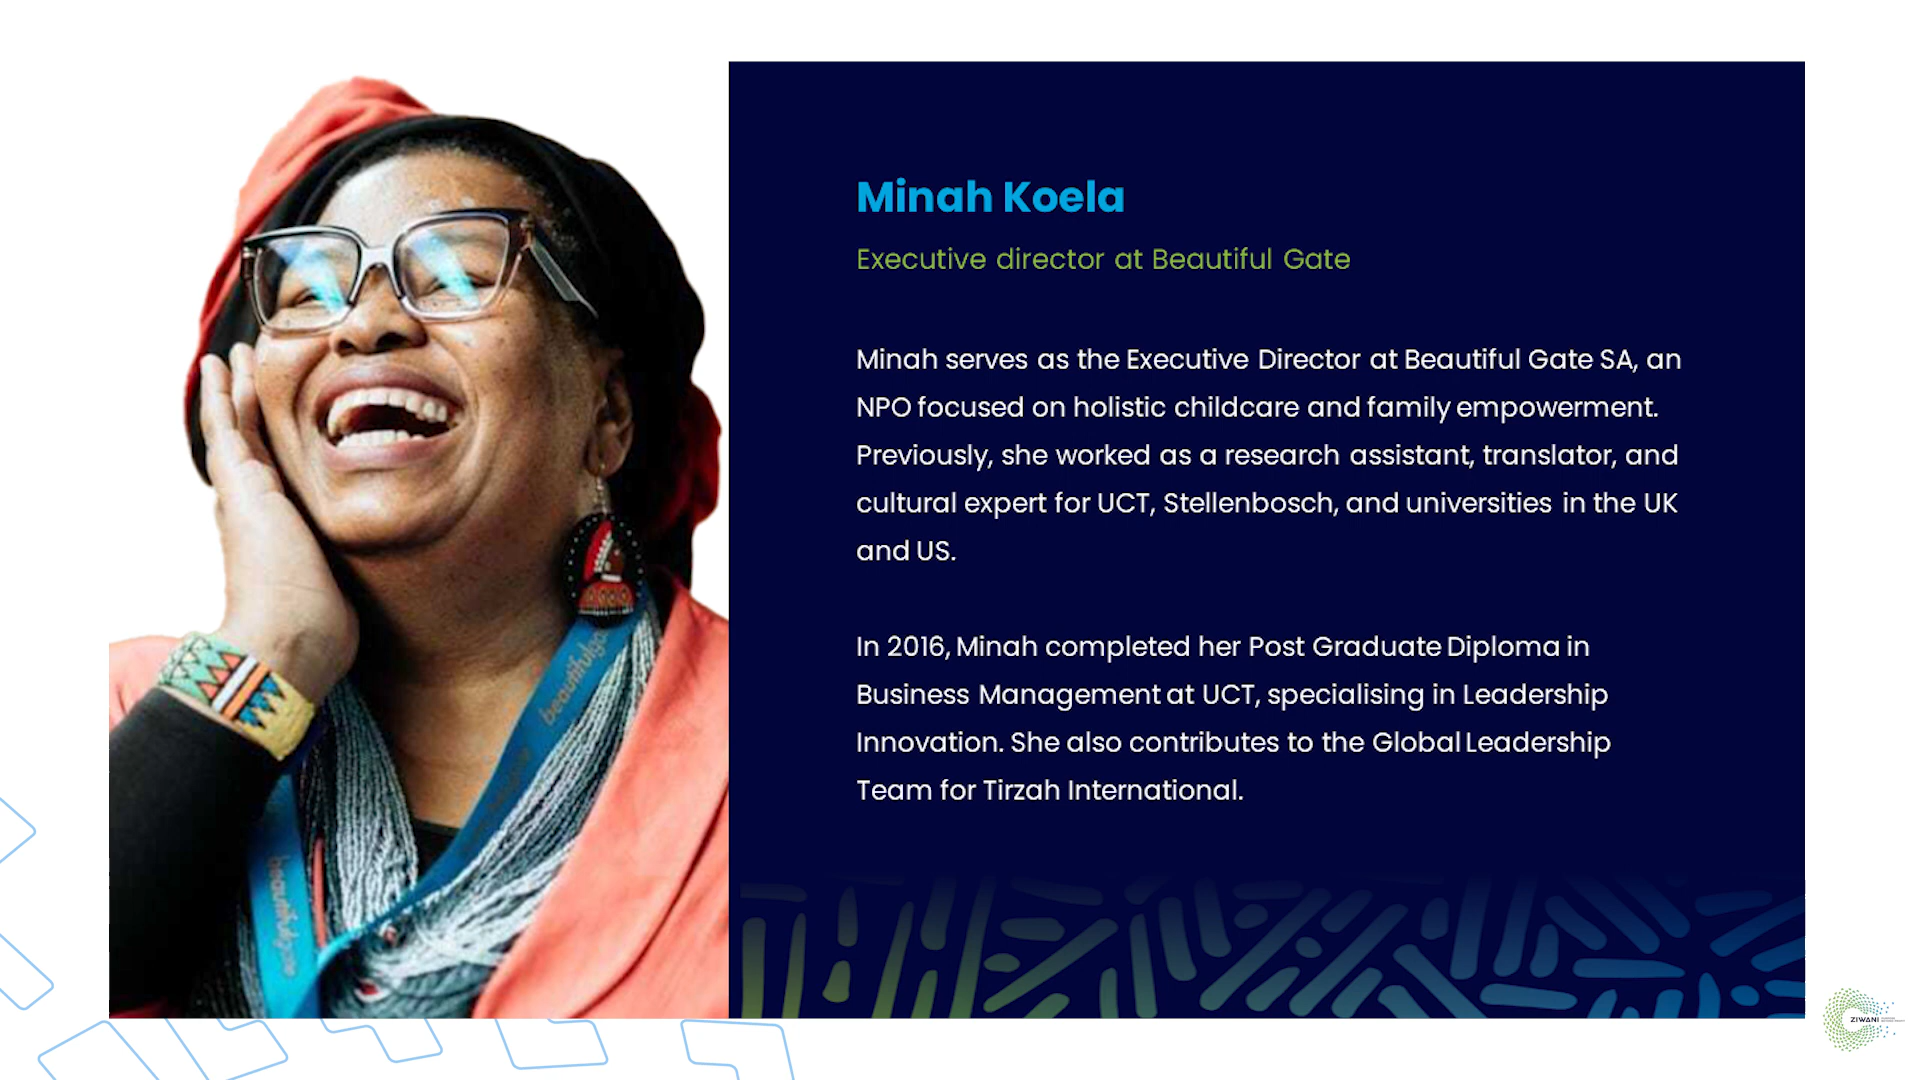 Minah Koela
Executive director at Beautiful Gate
Minah serves as the Executive Director at Beautiful Gate SA, an
NPO focused on holistic childcare and family empowerment.
Previously, she worked as a research assistant, translator, and
cultural expert for UCT, Stellenbosch, and universities in the UK
and US.
In 2016, Minah completed her Post Graduate Diploma in
Business Management at UCT, specialising in Leadership
Innovation. She also contributes to the Global Leadership
Team for Tirzah International.
beautifulga
beautifulgate
ZIWANI